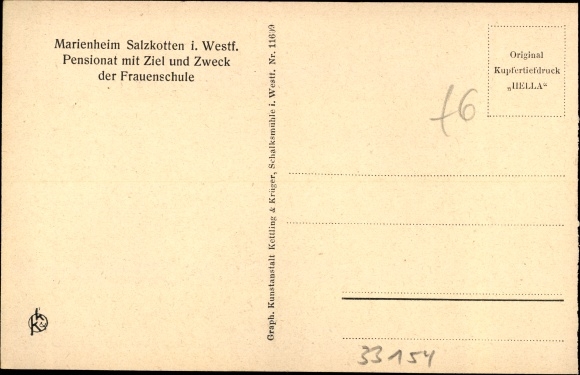 Marienheim Salzkotten i. Westf.
Pensionat mit Ziel und Zweck
der Frauenschule
Graph. Kunstanstalt Kettling & Krüger, Schalksmühle i. Westf. Nr. 11609
Original
Kupfertiefdruck
„HELLA“
f6
33154